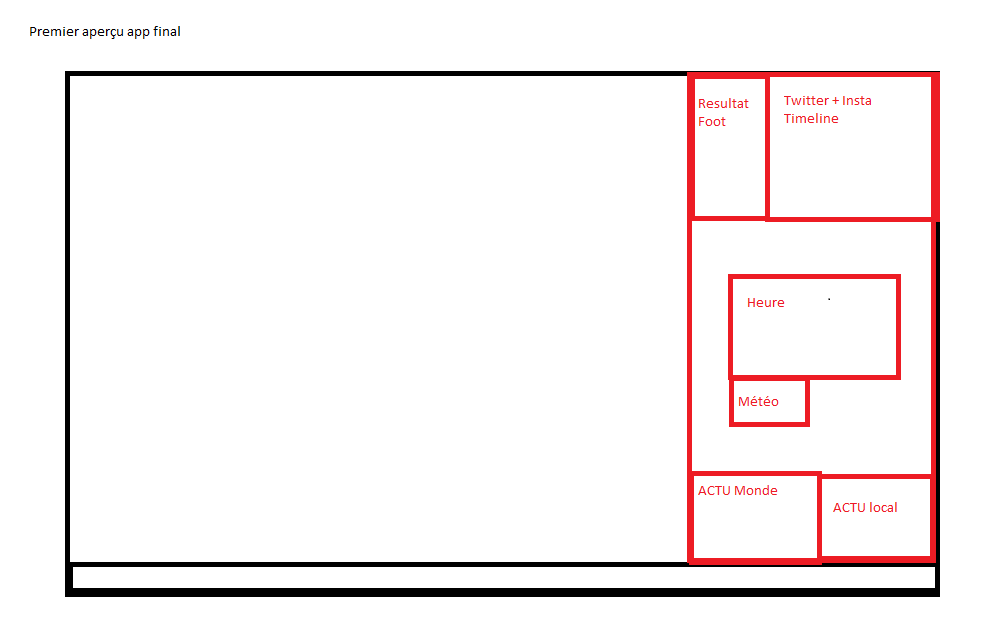 Premier aperçu app final
Resultat
Foot
Twitter + Insta
Timeline
Heure
Météo
ACTU Monde
ACTU local